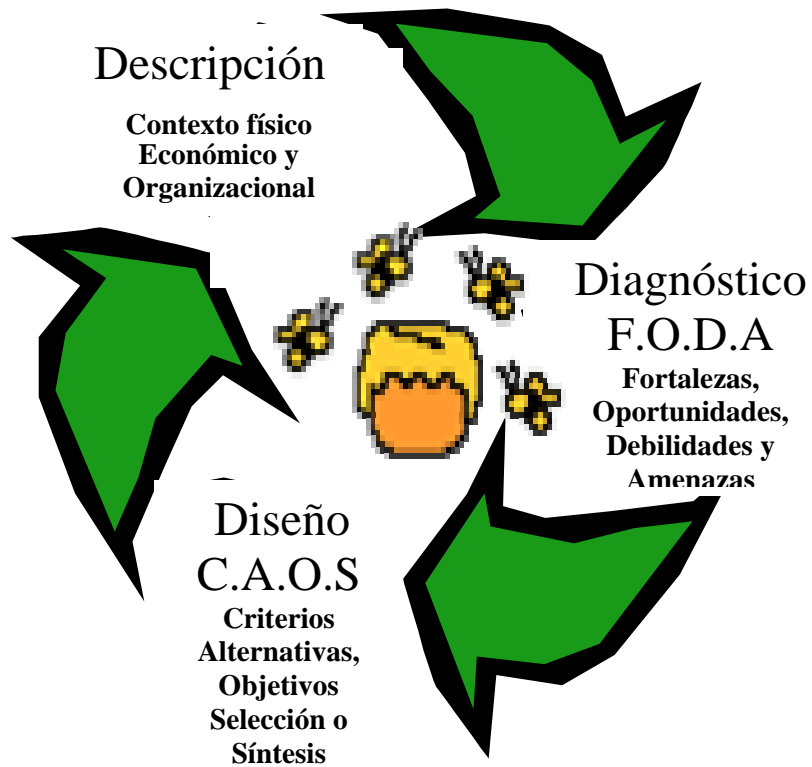 Descripción
Contexto físico
Económico y
Organizacional
Diagnóstico
F.O.D.A
Fortalezas,
Oportunidades,
Debilidades y
Amenazas
Diseño
C.A.O.S
Criterios
Alternativas,
Objetivos
Selección o
Síntesis